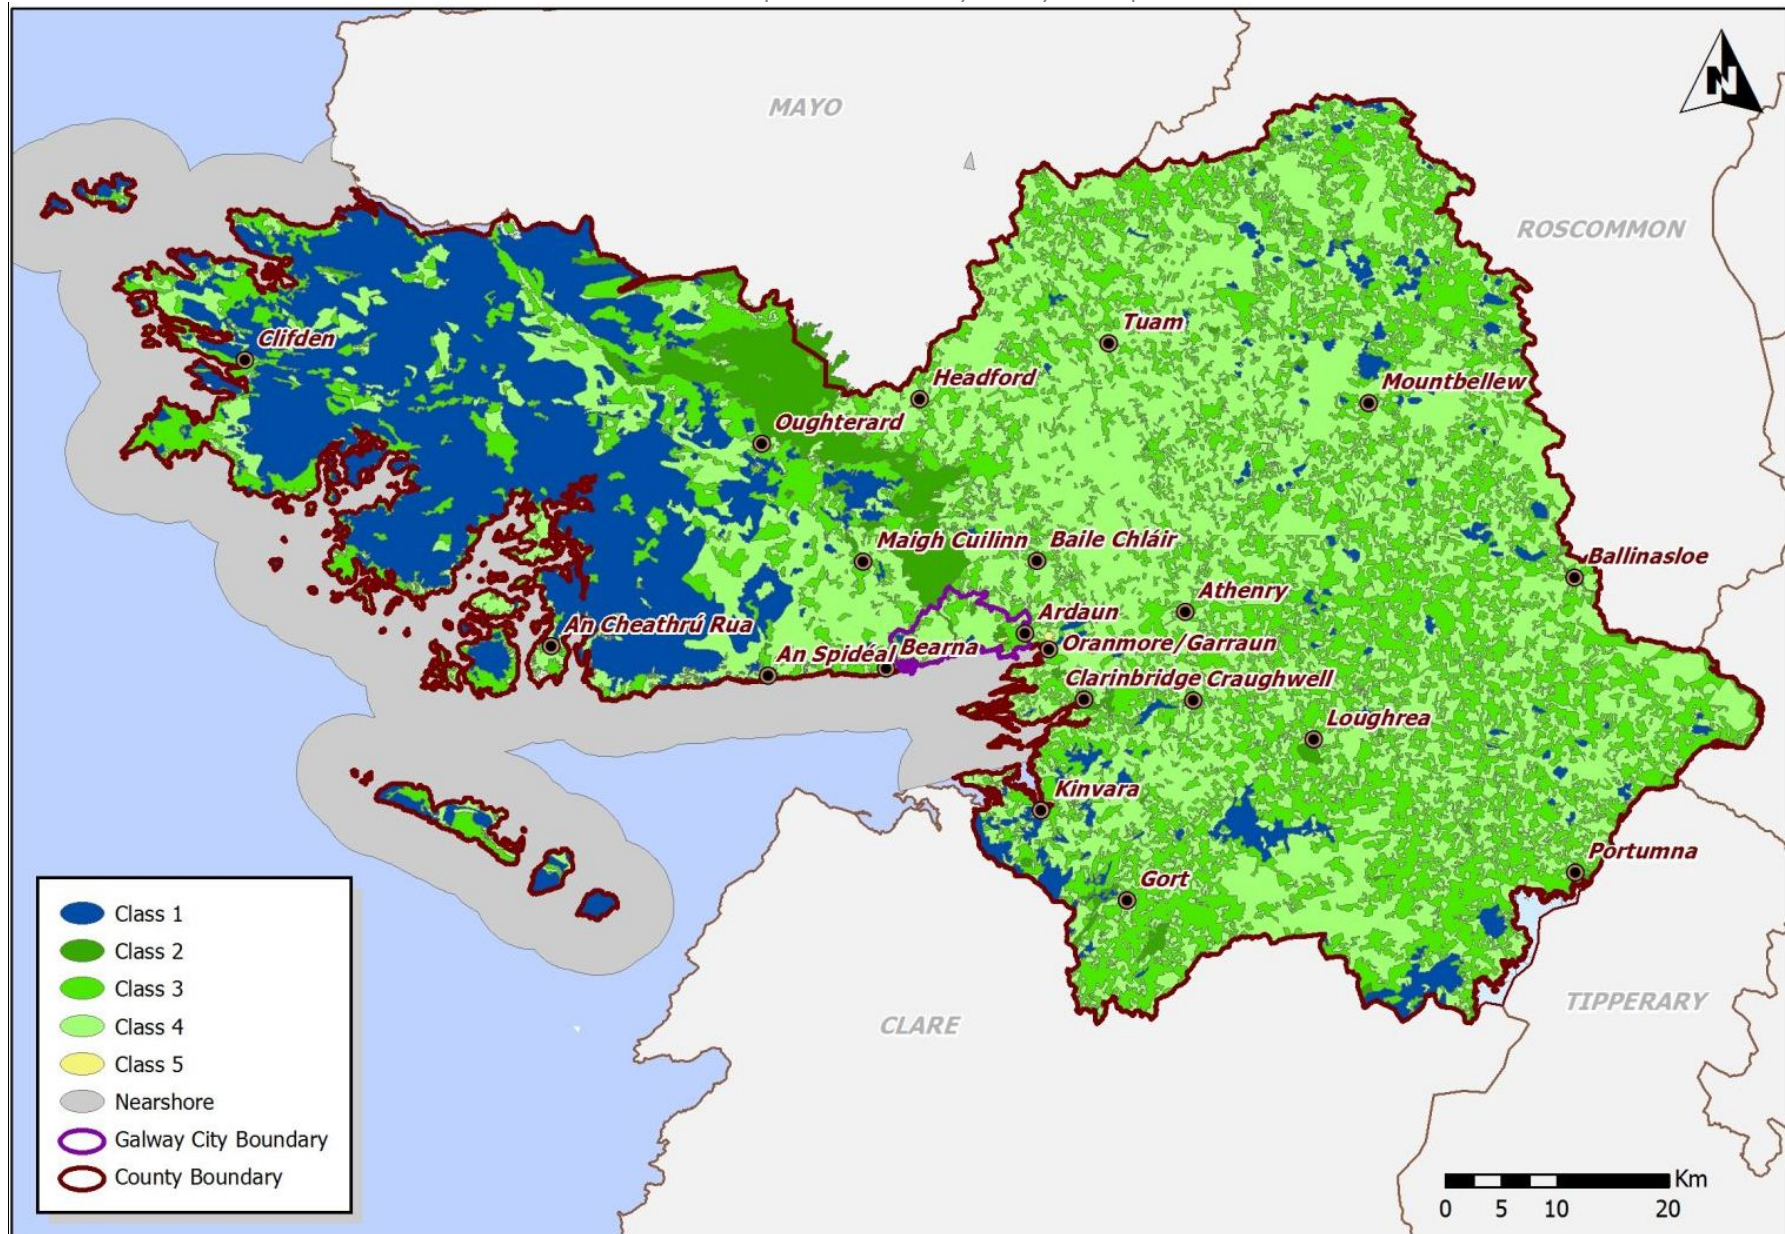 MAYO
N
ROSCOMMON
Clifden
Tuam
Headford
Mountbellew
Oughterard
Maigh Cuilinn
Baile Chláir
Ballinasloe
Athenry
Ardaun
An Cheathrú Rua
Oranmore/Garraun
An Spidéal
Bearna
Clarinbridge
Craughwell
Loughrea
Kinvara
Portumna
Gort
CLARE
TIPPERARY
Class 1
Class 2
Class 3
Class 4
Class 5
Nearshore
Galway City Boundary
County Boundary
Km
0 5 10 20